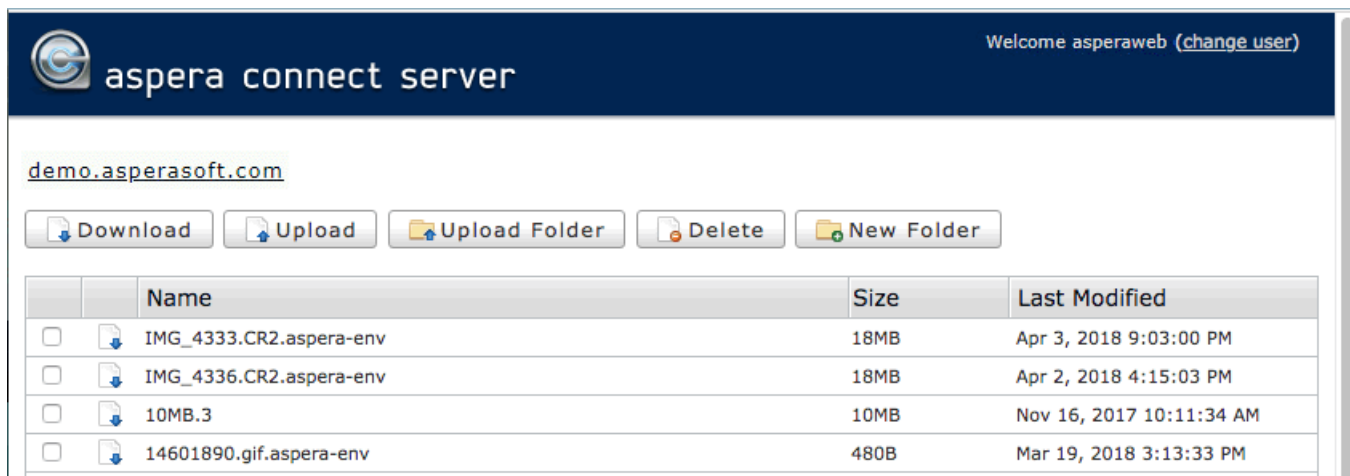 Welcome asperaweb (change user)
aspera connect server
demo.asperasoft.com
Download Upload Upload Folder Delete New Folder
Name Size Last Modified
IMG_4333.CR2.aspera-env 18MB Apr 3, 2018 9:03:00 PM
IMG_4336.CR2.aspera-env 18MB Apr 2, 2018 4:15:03 PM
10MB.3 10MB Nov 16, 2017 10:11:34 AM
14601890.gif.aspera-env 480B Mar 19, 2018 3:13:33 PM